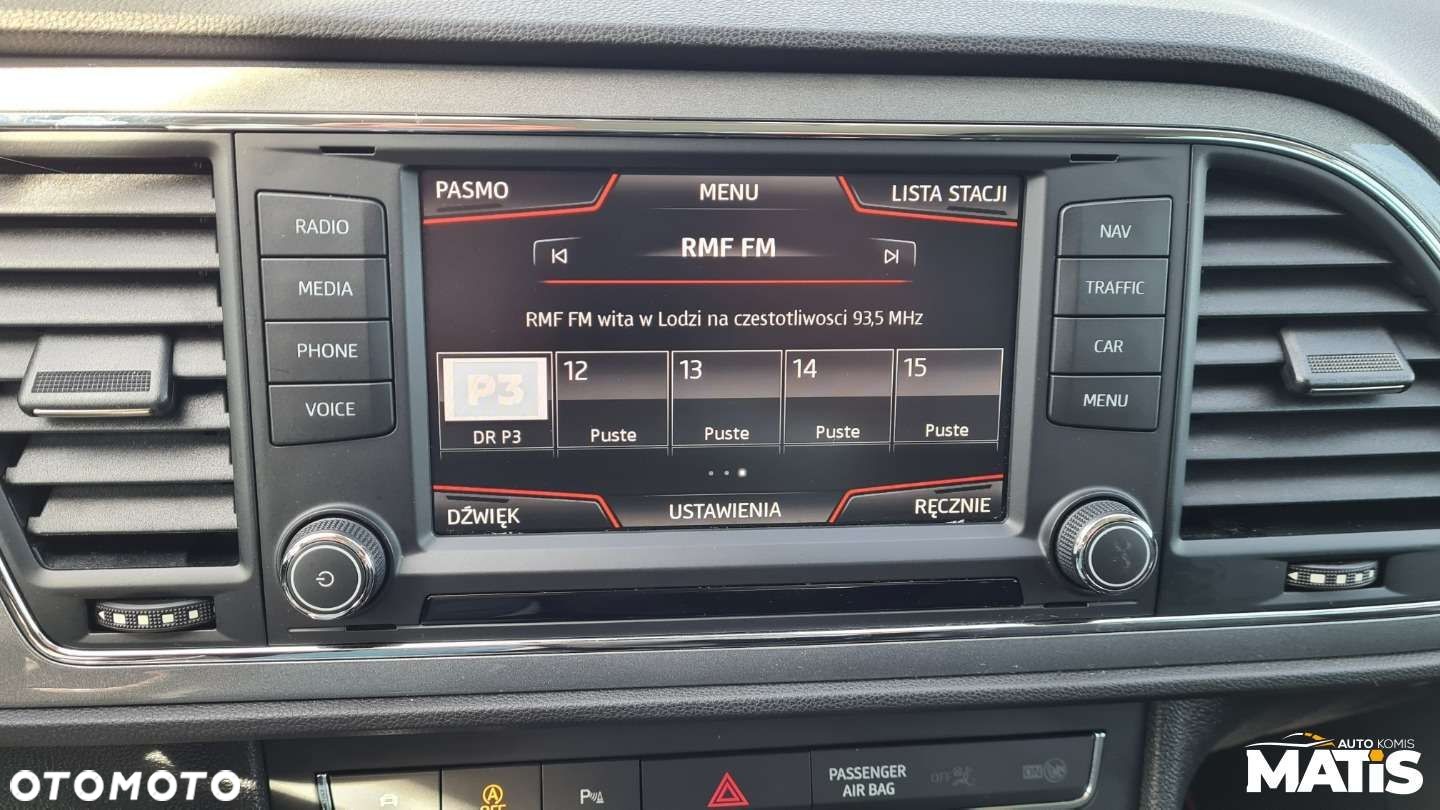 PASMO
MENU
LISTA STACJI
RADIO
MEDIA
PHONE
VOICE
NAV
TRAFFIC
CAR
MENU
RMF FM
RMF FM wita w Lodzi na czestotliwosci 93,5 MHz
P3
12
13
14
15
DR P3
Puste
Puste
Puste
Puste
DŹWIĘK
USTAWIENIA
RĘCZNIE
A
OFF
P
PASSENGER
AIR BAG
OFF
ON
OTOMOTO
AUTO KOMIS
MATiS